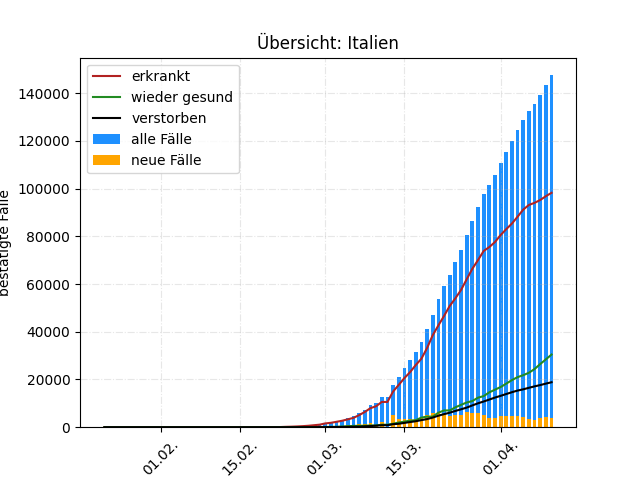 Übersicht: Italien
erkrankt
wieder gesund
verstorben
alle Fälle
neue Fälle
bestätigte Fälle
140000
120000
100000
80000
60000
40000
20000
0
01.02.
15.02.
01.03.
15.03.
01.04.